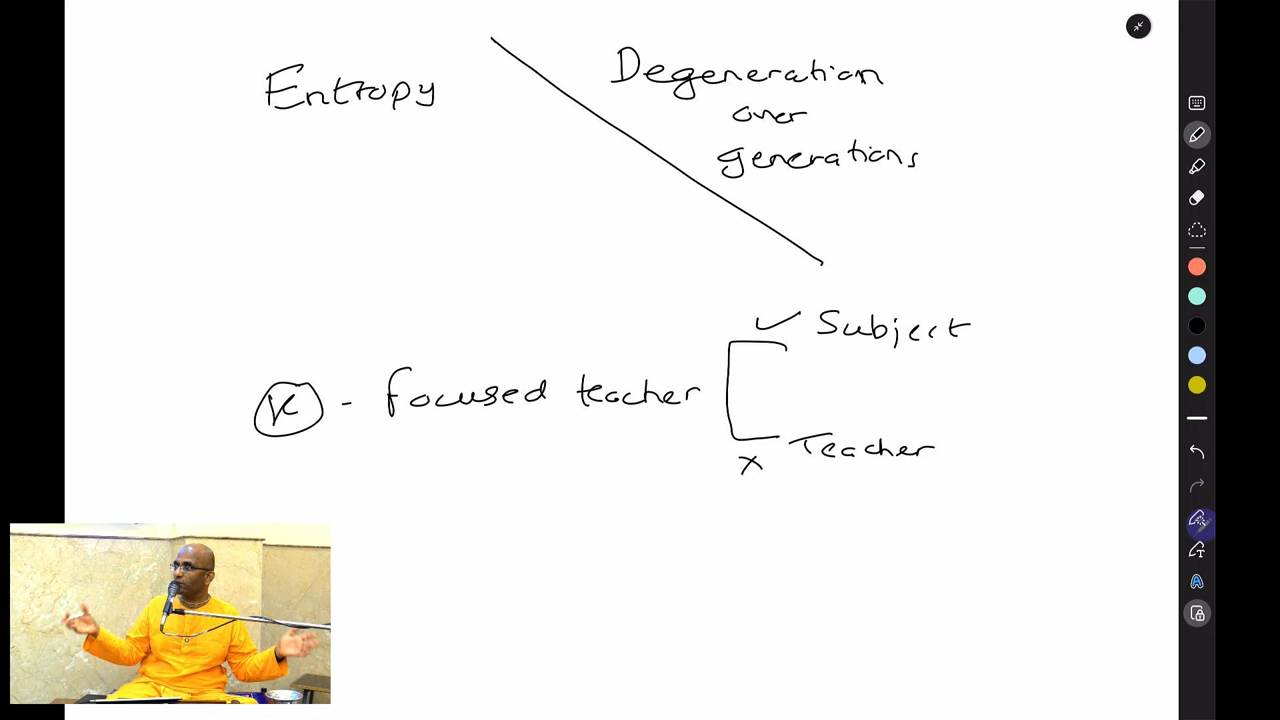 Entropy
Degeneration
over
generations
✓ Subject
K - focused teacher
x Teacher